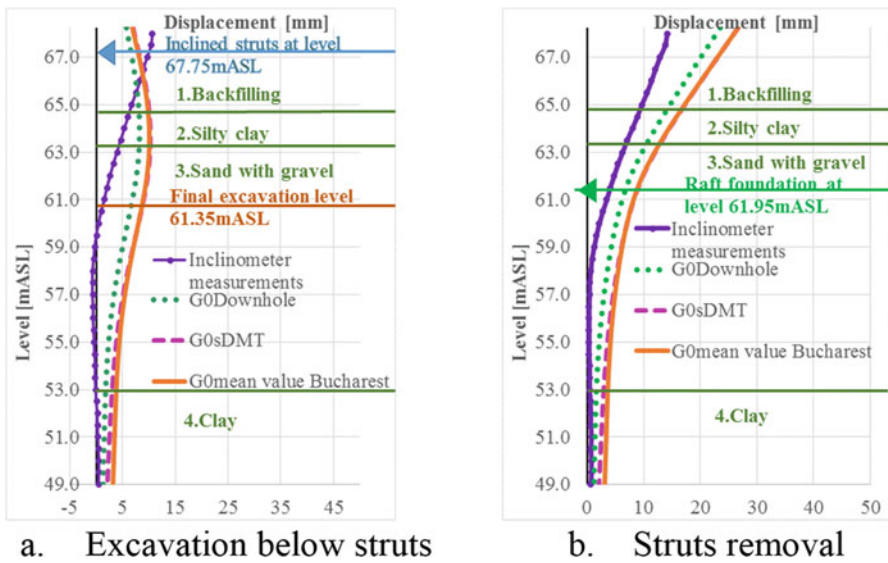 Displacement [mm]
67.0
65.0
63.0
61.0
59.0
57.0
55.0
53.0
51.0
49.0
Level [mASL]
Inclined struts at level
67.75mASL
1.Backfilling
2.Silty clay
3.Sand with gravel
Final excavation level
61.35mASL
Inclinometer
measurements
G0Downhole
G0sDMT
G0mean value Bucharest
4.Clay
-5 5 15 25 35 45
a. Excavation below struts
Displacement [mm]
67.0
65.0
63.0
61.0
59.0
57.0
55.0
53.0
51.0
49.0
Level [mASL]
1.Backfilling
2.Silty clay
3.Sand with gravel
Raft foundation at
level 61.95mASL
Inclinometer
measurements
G0Downhole
G0sDMT
G0mean value Bucharest
4.Clay
0 10 20 30 40 50
b. Struts removal